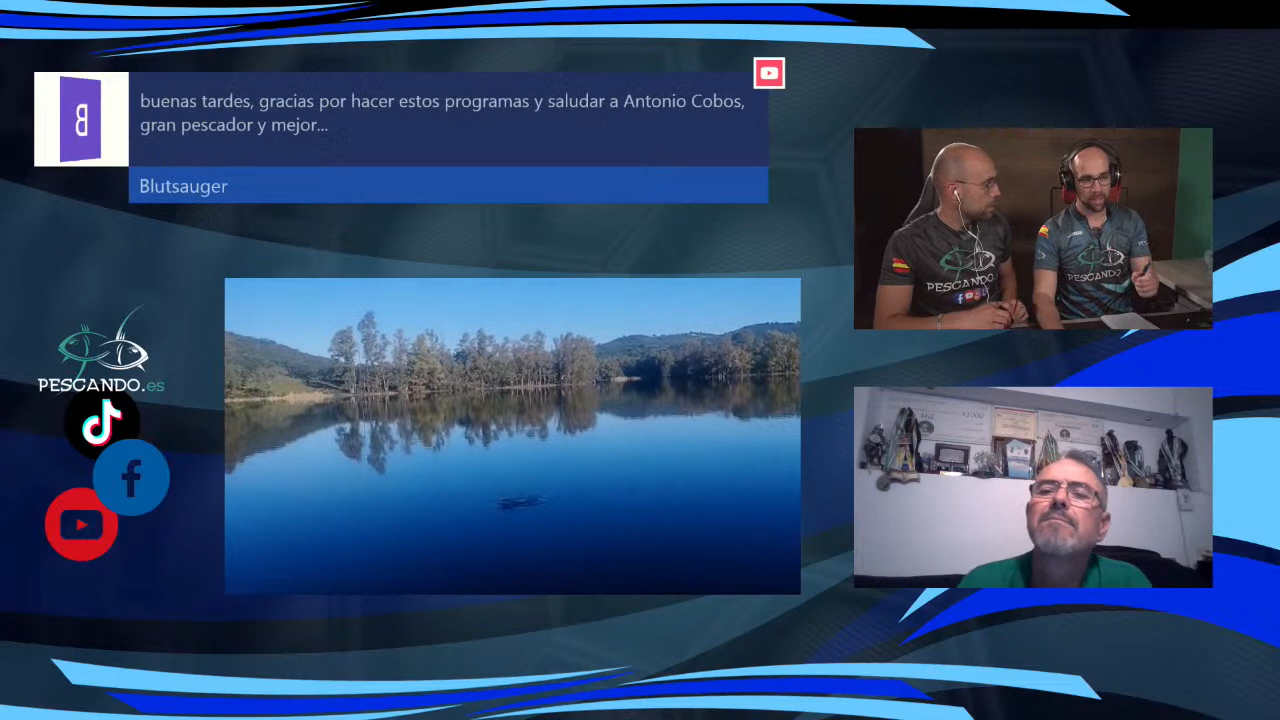 buenas tardes, gracias por hacer estos programas y saludar a Antonio Cobos,
gran pescador y mejor...
Blutsauger
B
PESCANDO.es
PESCANDO
PESCANDO